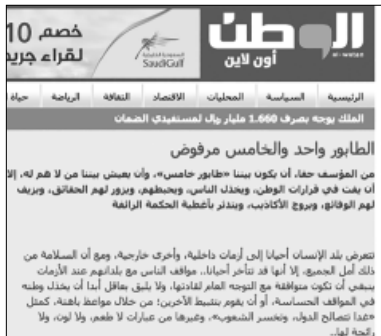 خصم 10
لقراء جريد
الوطن
أون لاين
السعودية الخليجية
SaudiGulf
الرئيسية السياسة المحليات الاقتصاد الثقافة الرياضة حياة
الملك يوجه بصرف 1.660 مليار ريال لمستفيدي الضمان
الطابور واحد والخامس مرفوض
من المؤسف حقا، أن يكون بيننا «طابور خامس»، وأن يعيش بيننا من لا هم له، إلا
أن يفت في قرارات الوطن، ويخذل الناس، ويحبطهم، ويزور لهم الحقائق، ويزيف
لهم الوقائع، ويروج الأكاذيب، ويتدثر بأغطية الحكمة الزائفة
تتعرض بلد الإنسان أحيانا إلى أزمات داخلية، وأخرى خارجية، ومع أن السلامة من
ذلك أمل الجميع، إلا أنها قد تتأخر أحيانا.. مواقف الناس مع بلدانهم عند الأزمات
ينبغي أن تكون متوافقة مع التوجه العام لقادتها، ولا يليق بعاقل أبدا أن يخذل وطنه
في المواقف الحساسة، أو أن يقوم بتثبيط الآخرين؛ من خلال مواعظ باهتة، كمثل
«غدا تتصالح الدول، وتخسر الشعوب»، وغيرها من عبارات لا طعم، ولا لون، ولا
رائحة لها..